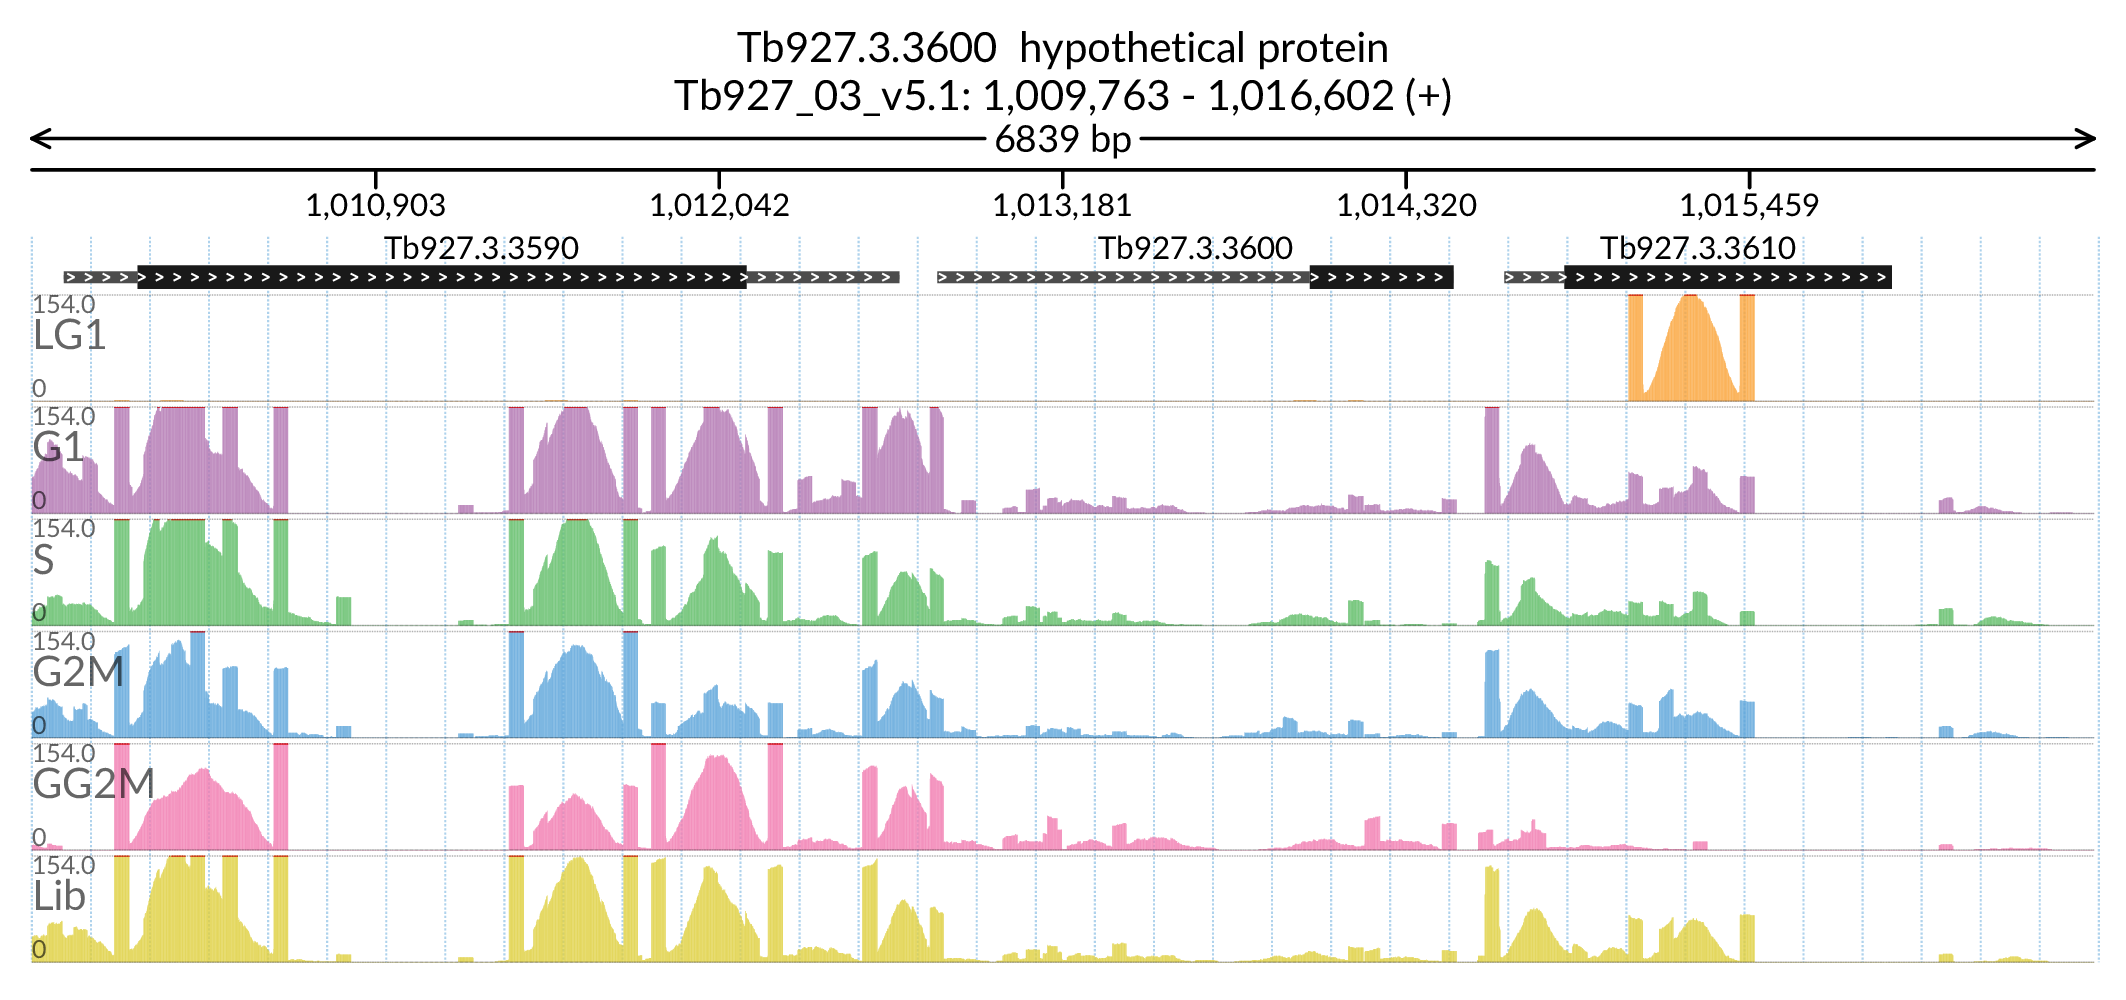 Tb927.3.3600 hypothetical protein
Tb927_03_v5.1: 1,009,763 - 1,016,602 (+)
6839 bp
1,010,903 1,012,042 1,013,181 1,014,320 1,015,459
Tb927.3.3590 Tb927.3.3600 Tb927.3.3610
154.0
LG1
0
154.0
G1
0
154.0
S
0
154.0
G2M
0
154.0
GG2M
0
154.0
Lib
0